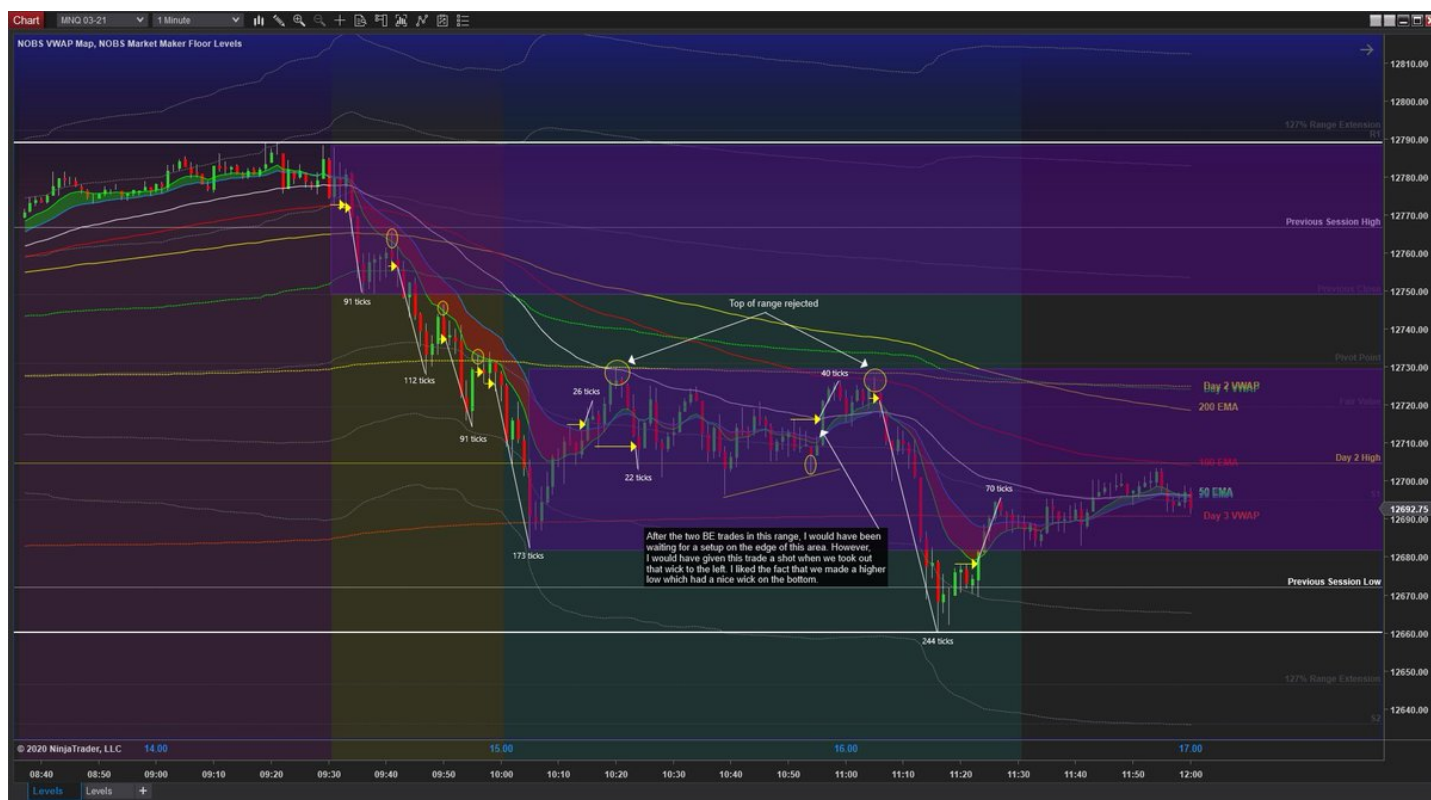 Chart MNQ 03-21 1 Minute
NOBS VWAP Map, NOBS Market Maker Floor Levels
12810.00
12800.00
127% Range Extension
R1
12790.00
12780.00
12770.00
Previous Session High
12760.00
Previous Close
12750.00
91 ticks
Top of range rejected
12740.00
Pivot Point
12730.00
112 ticks
40 ticks
26 ticks
Day 2 VWAP
Fair Value
200 EMA
12720.00
91 ticks
12710.00
Day 2 High
22 ticks
100 EMA
12700.00
70 ticks
50 EMA
S1
12692.75
12690.00
Day 3 VWAP
173 ticks
After the two BE trades in this range, I would have been
waiting for a setup on the edge of this area. However,
I would have given this trade a shot when we took out
that wick to the left. I liked the fact that we made a higher
low which had a nice wick on the bottom.
12680.00
Previous Session Low
12670.00
12660.00
244 ticks
12650.00
127% Range Extension
12640.00
S2
© 2020 NinjaTrader, LLC 14.00 15.00 16.00 17.00
08:40 08:50 09:00 09:10 09:20 09:30 09:40 09:50 10:00 10:10 10:20 10:30 10:40 10:50 11:00 11:10 11:20 11:30 11:40 11:50 12:00
Levels Levels +